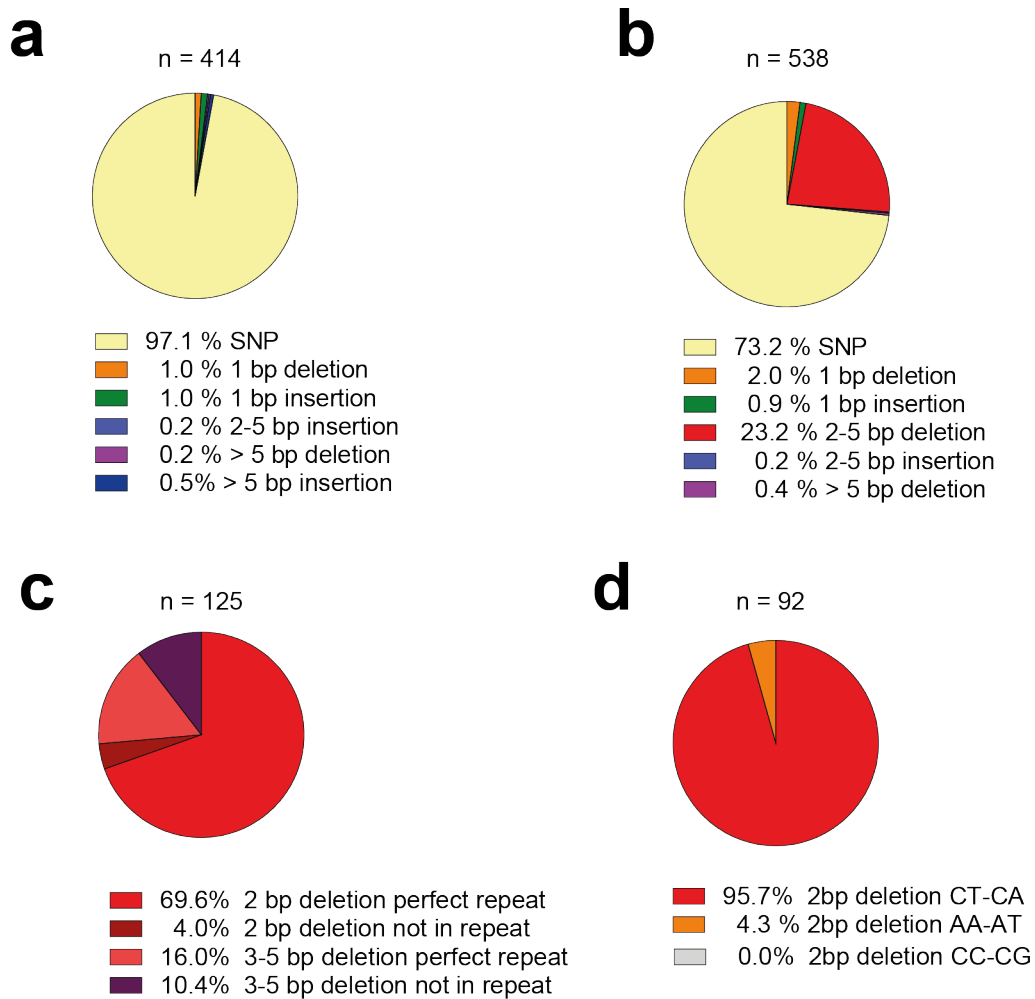 a
n = 414
97.1 % SNP
1.0 % 1 bp deletion
1.0 % 1 bp insertion
0.2 % 2-5 bp insertion
0.2 % > 5 bp deletion
0.5% > 5 bp insertion
b
n = 538
73.2 % SNP
2.0 % 1 bp deletion
0.9 % 1 bp insertion
23.2 % 2-5 bp deletion
0.2 % 2-5 bp insertion
0.4 % > 5 bp deletion
c
n = 125
69.6% 2 bp deletion perfect repeat
4.0% 2 bp deletion not in repeat
16.0% 3-5 bp deletion perfect repeat
10.4% 3-5 bp deletion not in repeat
d
n = 92
95.7% 2bp deletion CT-CA
4.3 % 2bp deletion AA-AT
0.0% 2bp deletion CC-CG